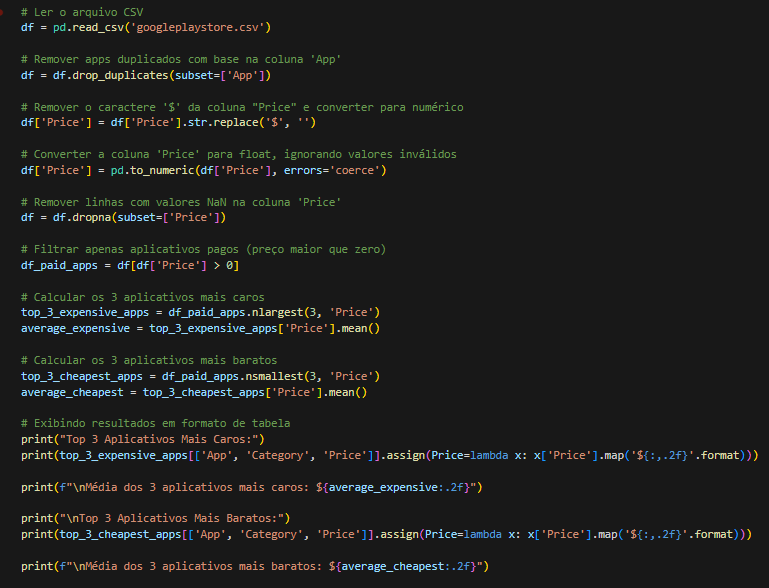 # Ler o arquivo CSV
df = pd.read_csv('googleplaystore.csv')
# Remover apps duplicados com base na coluna 'App'
df = df.drop_duplicates(subset=['App'])
# Remover o caractere '$' da coluna "Price" e converter para numérico
df['Price'] = df['Price'].str.replace('$', '')
# Converter a coluna 'Price' para float, ignorando valores inválidos
df['Price'] = pd.to_numeric(df['Price'], errors='coerce')
# Remover linhas com valores NaN na coluna 'Price'
df = df.dropna(subset=['Price'])
# Filtrar apenas aplicativos pagos (preço maior que zero)
df_paid_apps = df[df['Price'] > 0]
# Calcular os 3 aplicativos mais caros
top_3_expensive_apps = df_paid_apps.nlargest(3, 'Price')
average_expensive = top_3_expensive_apps['Price'].mean()
# Calcular os 3 aplicativos mais baratos
top_3_cheapest_apps = df_paid_apps.nsmallest(3, 'Price')
average_cheapest = top_3_cheapest_apps['Price'].mean()
# Exibindo resultados em formato de tabela
print("Top 3 Aplicativos Mais Caros:")
print(top_3_expensive_apps[['App', 'Category', 'Price']].assign(Price=lambda x: x['Price'].map('${:,.2f}'.format)))
print(f"\nMédia dos 3 aplicativos mais caros: ${average_expensive:.2f}")
print("\nTop 3 Aplicativos Mais Baratos:")
print(top_3_cheapest_apps[['App', 'Category', 'Price']].assign(Price=lambda x: x['Price'].map('${:,.2f}'.format)))
print(f"\nMédia dos 3 aplicativos mais baratos: ${average_cheapest:.2f}")